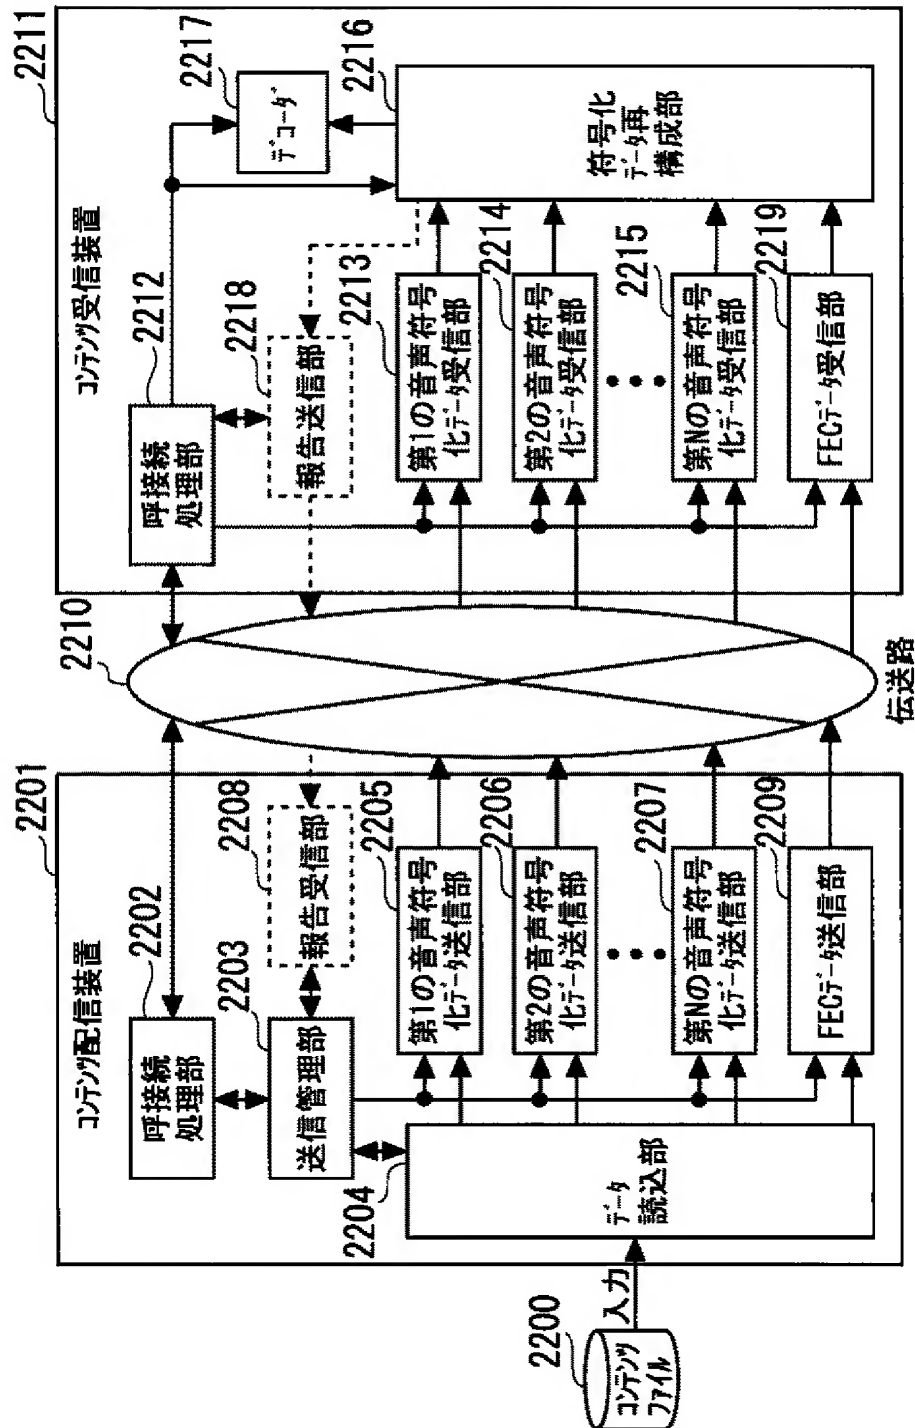 2200
コンテンツ
ファイル
入力
2201
コンテンツ配信装置
2202
呼接続
処理部
2203
送信管理部
2204
データ
読込部
2208
報告受信部
2205
第1の音声符号
化データ送信部
2206
第2の音声符号
化データ送信部
•••
2207
第Nの音声符号
化データ送信部
2209
FECデータ送信部
2210
伝送路
2211
コンテンツ受信装置
2212
呼接続
処理部
2218
報告送信部
2213
第1の音声符号
化データ受信部
2214
第2の音声符号
化データ受信部
•••
2215
第Nの音声符号
化データ受信部
2219
FECデータ受信部
2217
デコーダ
2216
符号化
データ再
構成部